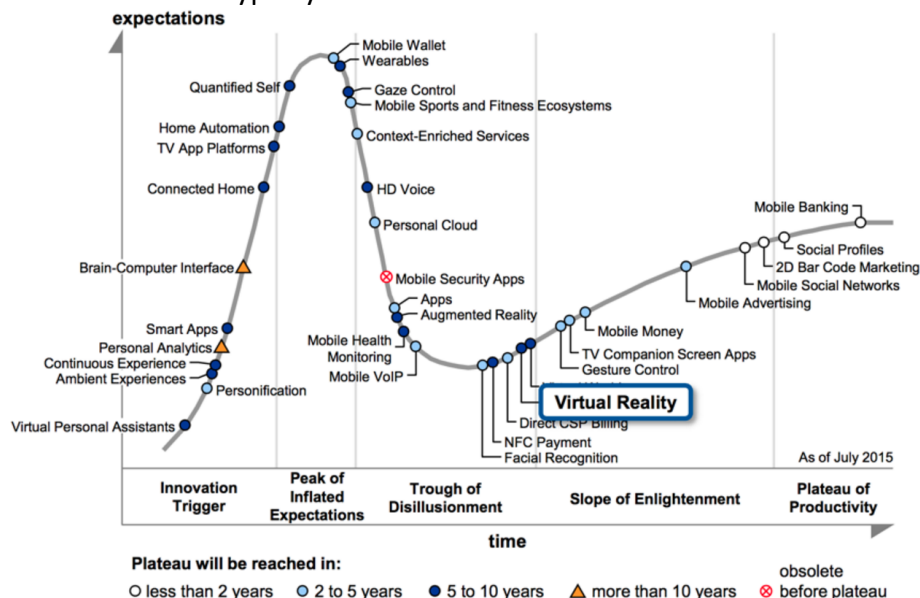 expectations
Mobile Wallet
Wearables
Quantified Self
Gaze Control
Mobile Sports and Fitness Ecosystems
Home Automation
Context-Enriched Services
TV App Platforms
Connected Home
HD Voice
Mobile Banking
Personal Cloud
Social Profiles
Brain-Computer Interface
2D Bar Code Marketing
Mobile Security Apps
Mobile Social Networks
Apps
Mobile Advertising
Augmented Reality
Smart Apps
Mobile Health
Monitoring
Mobile Money
Personal Analytics
TV Companion Screen Apps
Continuous Experience
Gesture Control
Ambient Experiences
Mobile VoIP
Personification
Virtual Reality
Direct CSP Billing
Virtual Personal Assistants
NFC Payment
Facial Recognition
As of July 2015
Innovation
Trigger
Peak of
Inflated
Expectations
Trough of
Disillusionment
Slope of Enlightenment
Plateau of
Productivity
time
Plateau will be reached in:
less than 2 years
2 to 5 years
5 to 10 years
more than 10 years
obsolete
before plateau